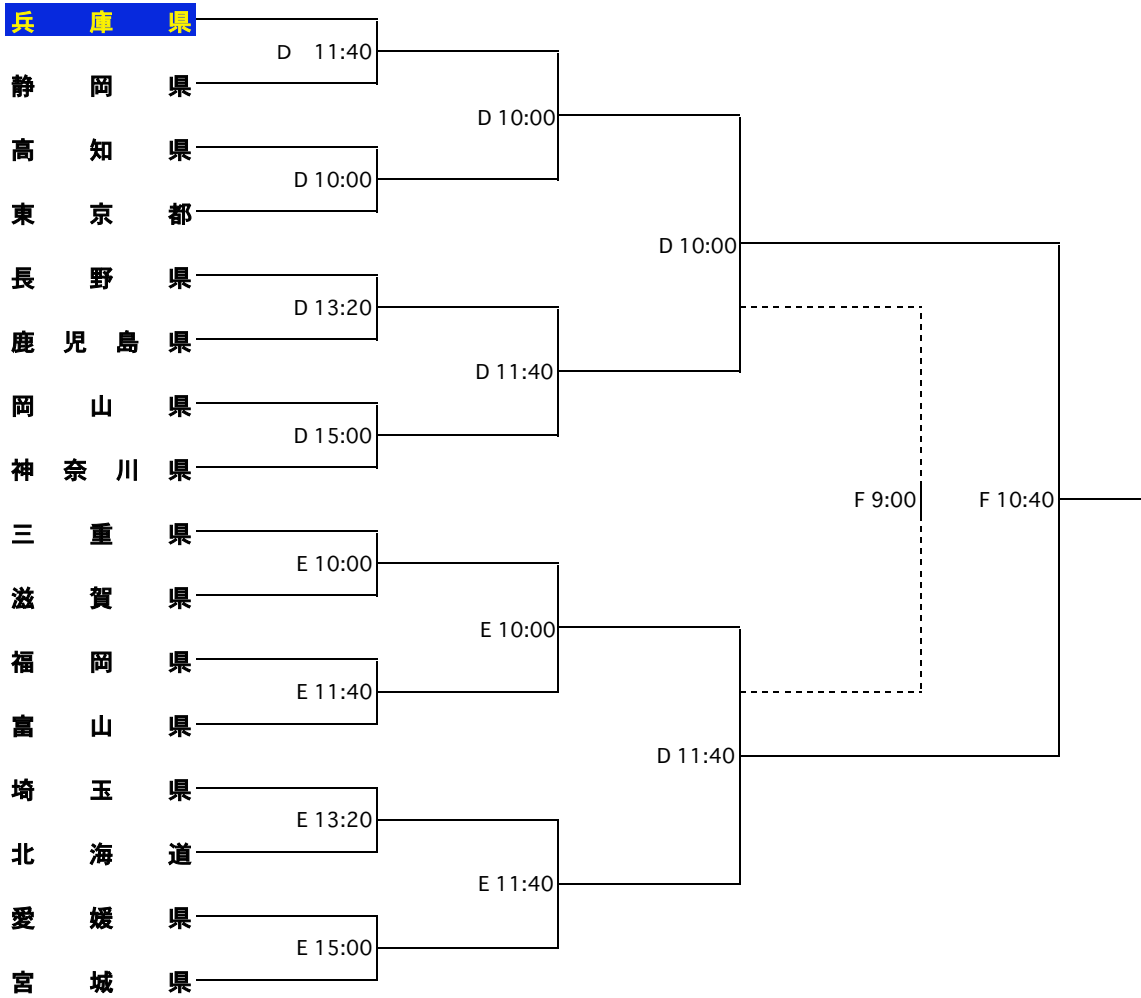 兵庫県
D 11:40
静岡県
D 10:00
高知県
D 10:00
東京都
D 10:00
長野県
D 13:20
鹿児島県
D 11:40
岡山県
D 15:00
神奈川県
F 9:00
F 10:40
三重県
E 10:00
滋賀県
E 10:00
福岡県
E 11:40
富山県
D 11:40
埼玉県
E 13:20
北海道
E 11:40
愛媛県
E 15:00
宮城県